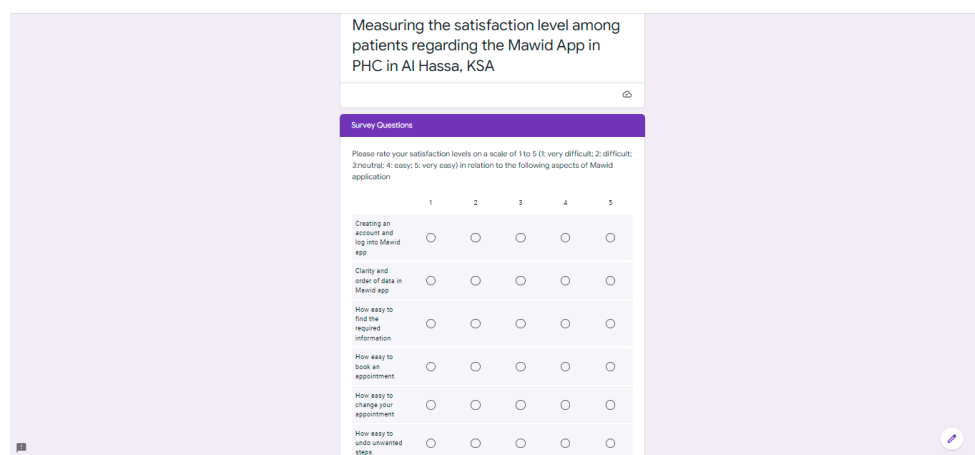 Measuring the satisfaction level among
patients regarding the Mawid App in
PHC in Al Hassa, KSA
Survey Questions
Please rate your satisfaction levels on a scale of 1 to 5 (1: very difficult; 2: difficult;
3:neutral; 4: easy; 5: very easy) in relation to the following aspects of Mawid
application
1 2 3 4 5
Creating an
account and
log into Mawid
app
Clarity and
order of data in
Mawid app
How easy to
find the
required
information
How easy to
book an
appointment
How easy to
change your
appointment
How easy to
undo unwanted
steps